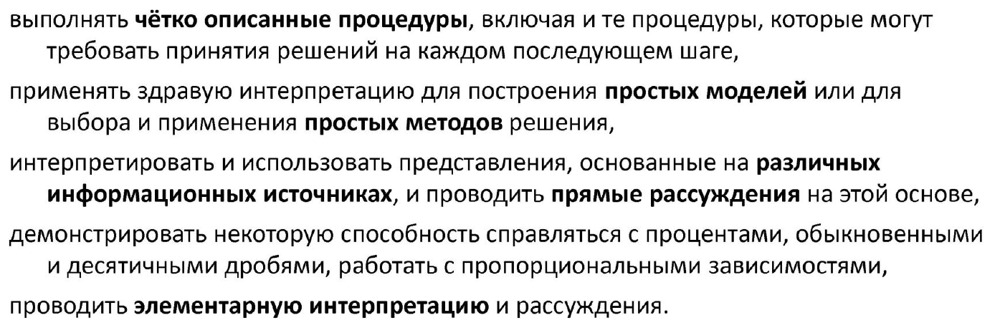 выполнять чётко описанные процедуры, включая и те процедуры, которые могут
требовать принятия решений на каждом последующем шаге,
применять здравую интерпретацию для построения простых моделей или для
выбора и применения простых методов решения,
интерпретировать и использовать представления, основанные на различных
информационных источниках, и проводить прямые рассуждения на этой основе,
демонстрировать некоторую способность справляться с процентами, обыкновенными
и десятичными дробями, работать с пропорциональными зависимостями,
проводить элементарную интерпретацию и рассуждения.